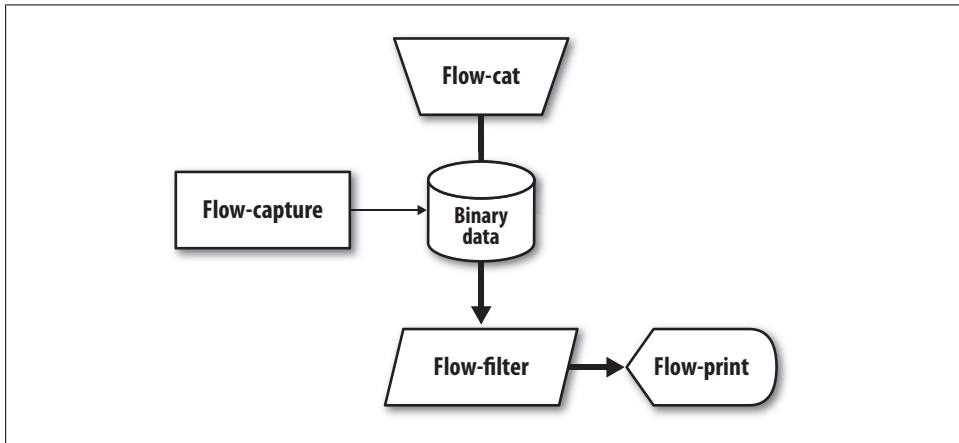 Flow-cat
Flow-capture
Binary
data
Flow-filter
Flow-print